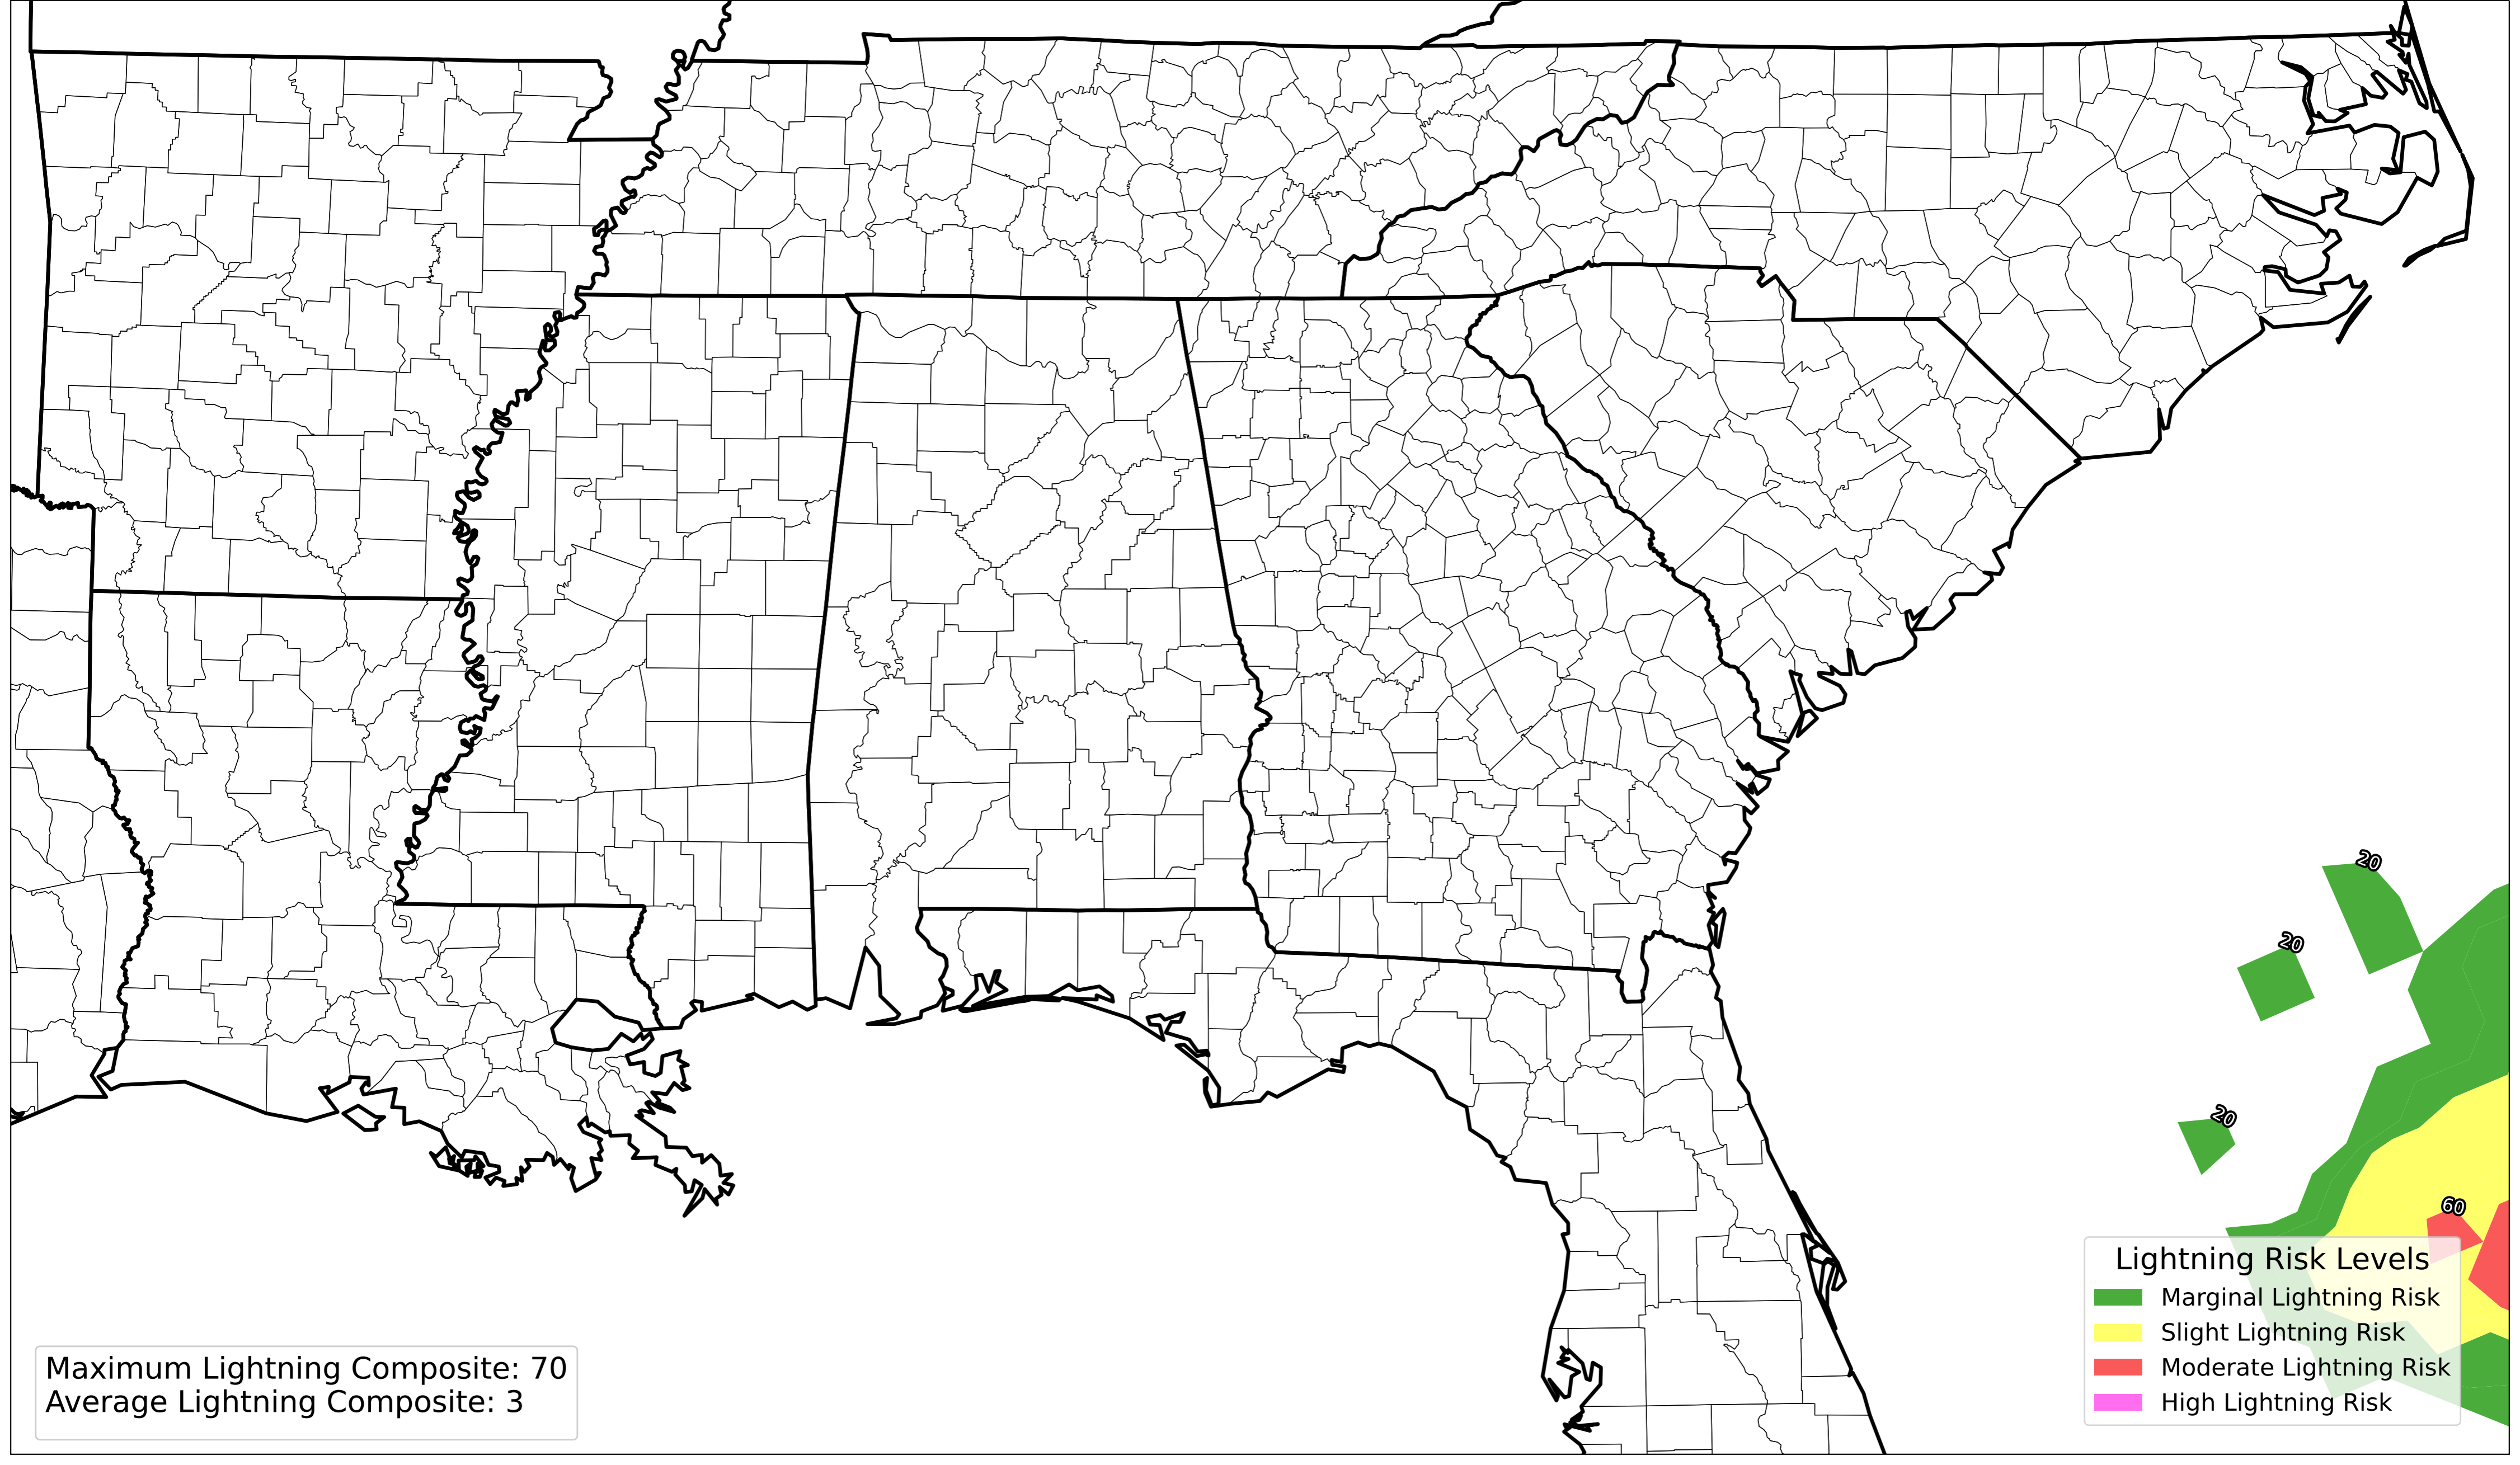 20
20
20
60
Lightning Risk Levels
Marginal Lightning Risk
Slight Lightning Risk
Moderate Lightning Risk
High Lightning Risk
Maximum Lightning Composite: 70
Average Lightning Composite: 3